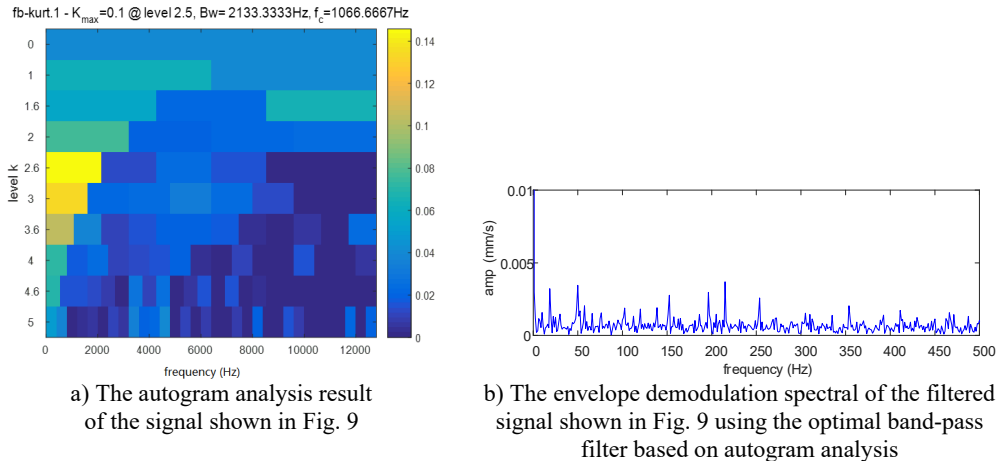 fb-kurt.1 - Kmax=0.1 @ level 2.5, Bw= 2133.3333Hz, f_c=1066.6667Hz
level k
0
1
1.6
2
2.6
3
3.6
4
4.6
5
0 2000 4000 6000 8000 10000 12000
frequency (Hz)
0.14
0.12
0.1
0.08
0.06
0.04
0.02
0
a) The autogram analysis result
of the signal shown in Fig. 9
amp (mm/s)
0.01
0.005
0
0 50 100 150 200 250 300 350 400 450 500
frequency (Hz)
b) The envelope demodulation spectral of the filtered
signal shown in Fig. 9 using the optimal band-pass
filter based on autogram analysis